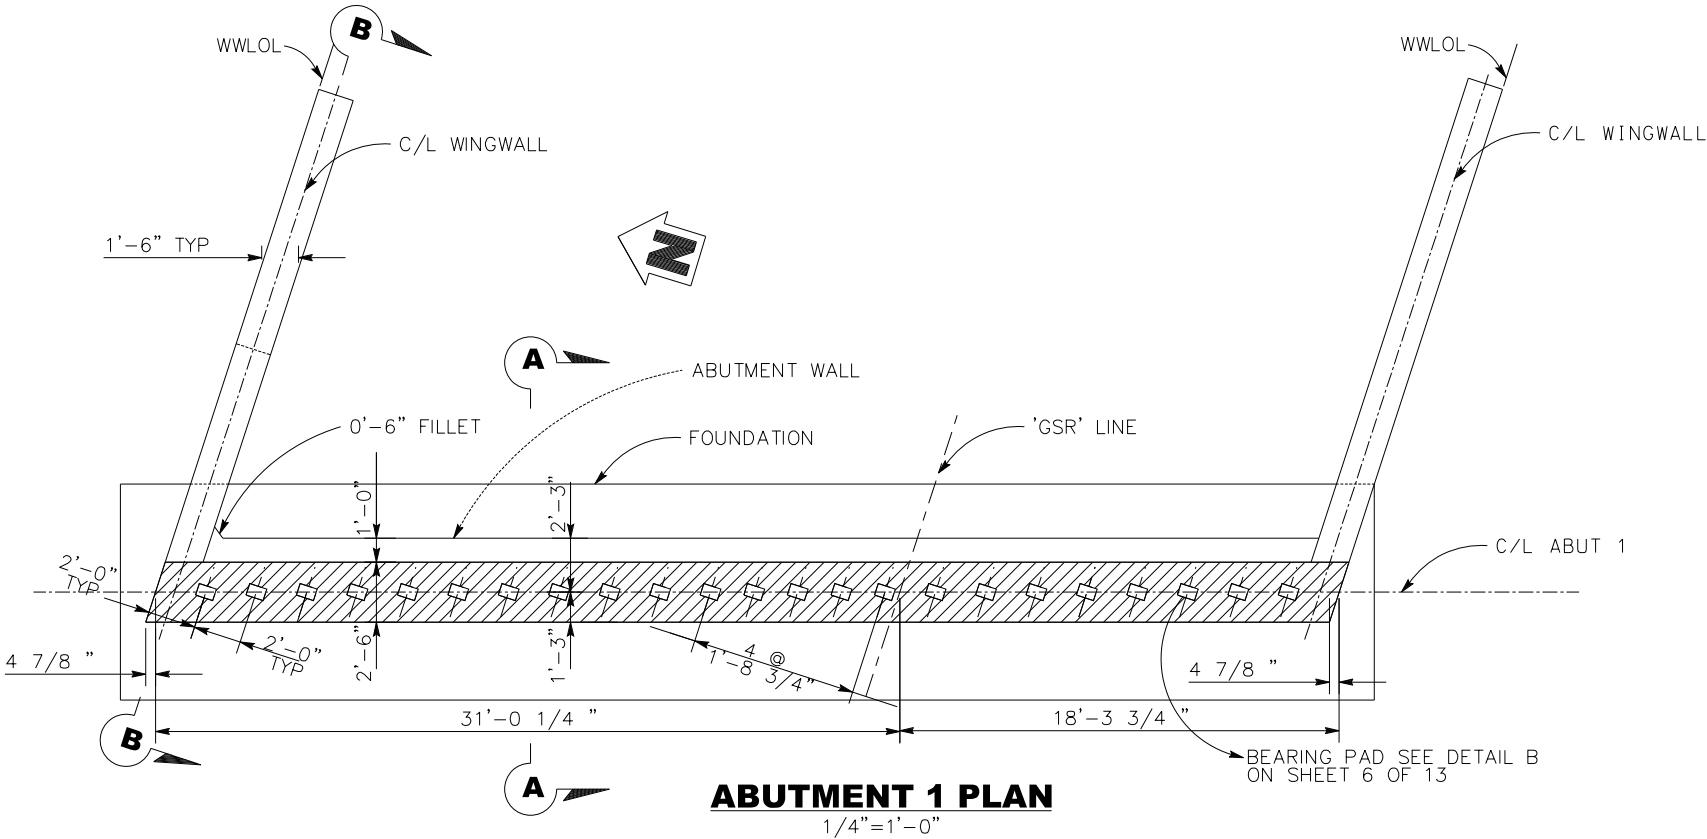 B
WWLOL
WWLOL
C/L WINGWALL
C/L WINGWALL
1'-6" TYP
N
A
ABUTMENT WALL
0'-6" FILLET
FOUNDATION
'GSR' LINE
1'-0"
2'-3"
C/L ABUT 1
2'-0"
TYP
2'-0"
TYP
2'-6"
1'-3"
4 @
1'-8 3/4"
4 7/8 "
4 7/8 "
31'-0 1/4 "
18'-3 3/4 "
B
BEARING PAD SEE DETAIL B
ON SHEET 6 OF 13
A
ABUTMENT 1 PLAN
1/4"=1'-0"